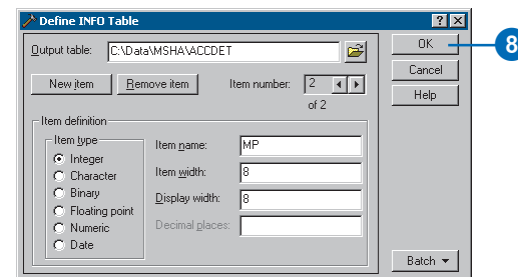 Define INFO Table
Output table: C:\Data\MSHA\ACCDET
OK
8
Cancel
Help
New item Remove item Item number: 2
of 2
Item definition
Item type
Integer
Character
Binary
Floating point
Numeric
Date
Item name: MP
Item width: 8
Display width: 8
Decimal places:
Batch